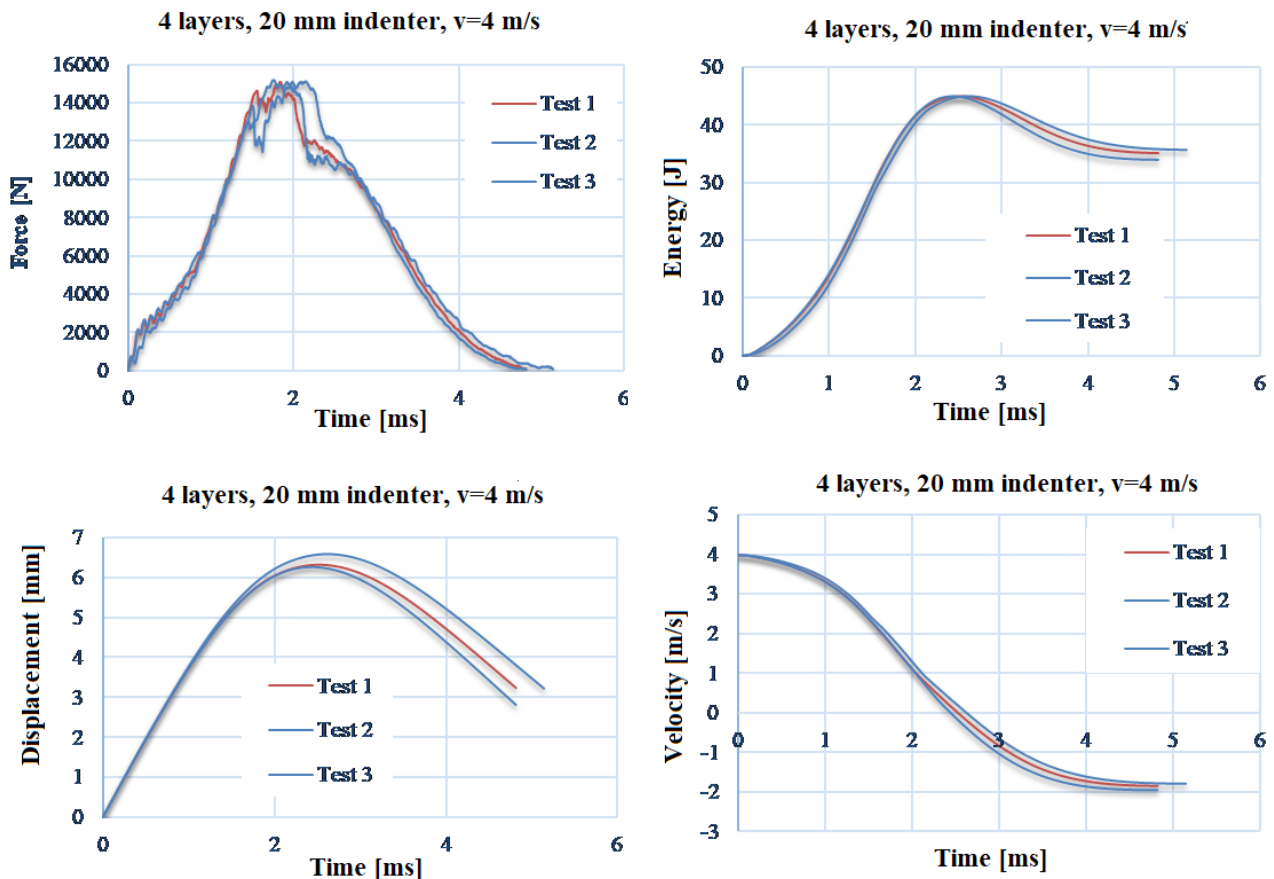 4 layers, 20 mm indenter, v=4 m/s
16000
14000
12000
10000
8000
6000
4000
2000
0
Force [N]
Test 1
Test 2
Test 3
0 2 4 6
Time [ms]
4 layers, 20 mm indenter, v=4 m/s
50
40
30
20
10
0
Energy [J]
Test 1
Test 2
Test 3
0 1 2 3 4 5 6
Time [ms]
4 layers, 20 mm indenter, v=4 m/s
7
6
5
4
3
2
1
0
Displacement [mm]
Test 1
Test 2
Test 3
0 2 4 6
Time [ms]
4 layers, 20 mm indenter, v=4 m/s
5
4
3
2
1
0
-1
-2
-3
Velocity [m/s]
Test 1
Test 2
Test 3
0 1 2 3 4 5 6
Time [ms]